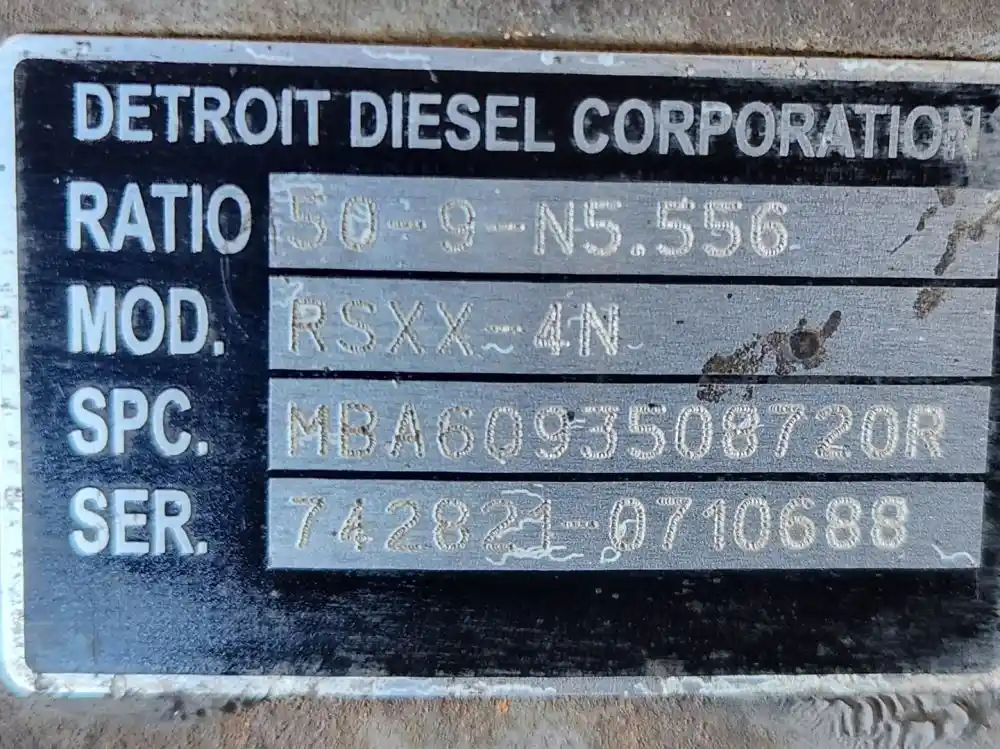 DETROIT DIESEL CORPORATION
RATIO 50-9-N5.556
MOD. RSXX-4N
SPC. MBA6093508720R
SER. 742821-0710688